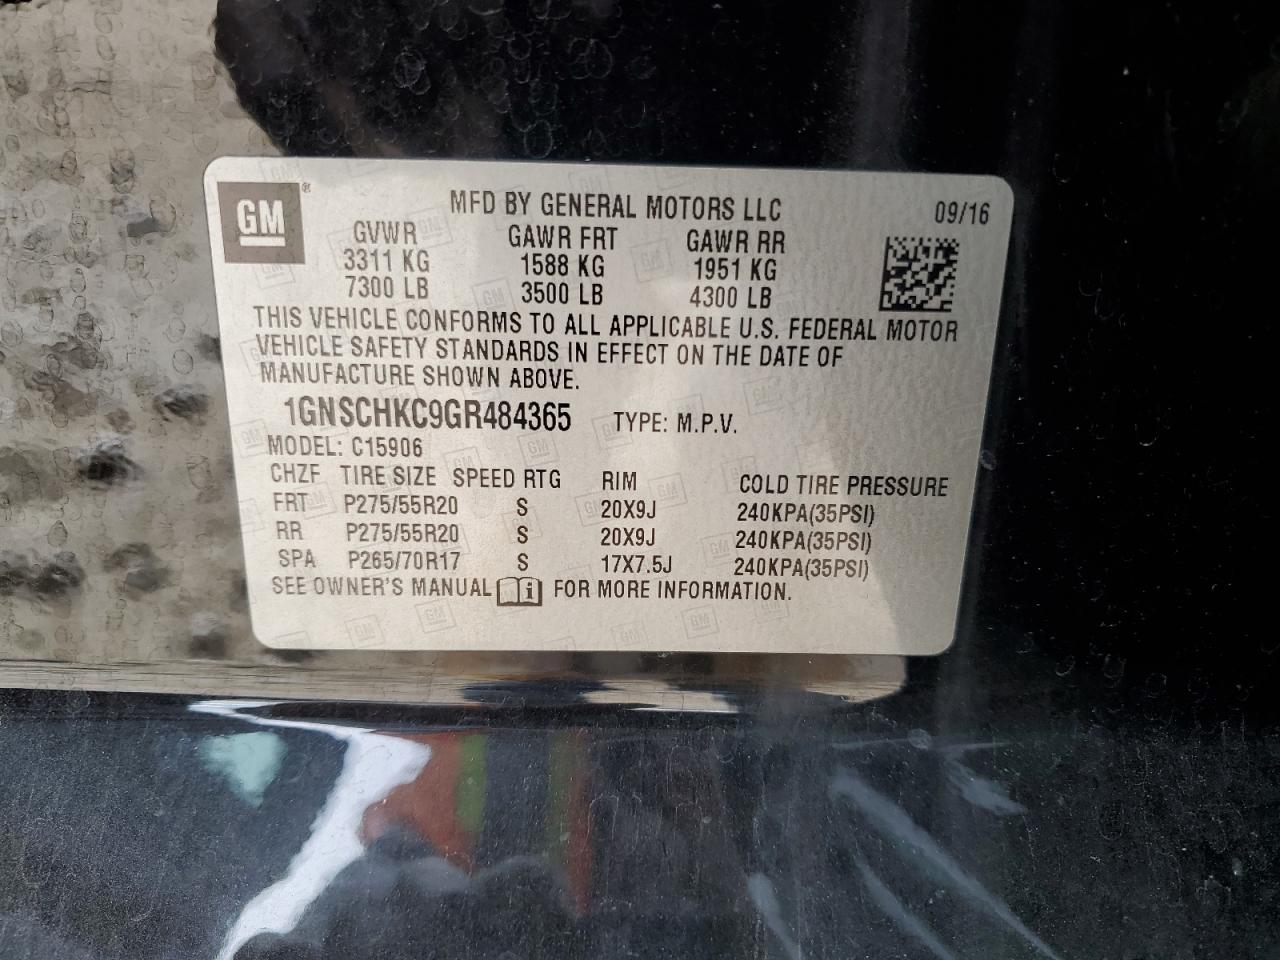 GM ®
MFD BY GENERAL MOTORS LLC 09/16
GVWR GAWR FRT GAWR RR
3311 KG 1588 KG 1951 KG
7300 LB 3500 LB 4300 LB
THIS VEHICLE CONFORMS TO ALL APPLICABLE U.S. FEDERAL MOTOR
VEHICLE SAFETY STANDARDS IN EFFECT ON THE DATE OF
MANUFACTURE SHOWN ABOVE.
1GNSCHKC9GR484365 TYPE: M.P.V.
MODEL: C15906
CHZF TIRE SIZE SPEED RTG RIM COLD TIRE PRESSURE
FRT P275/55R20 S 20X9J 240KPA(35PSI)
RR P275/55R20 S 20X9J 240KPA(35PSI)
SPA P265/70R17 S 17X7.5J 240KPA(35PSI)
SEE OWNER'S MANUAL i FOR MORE INFORMATION.